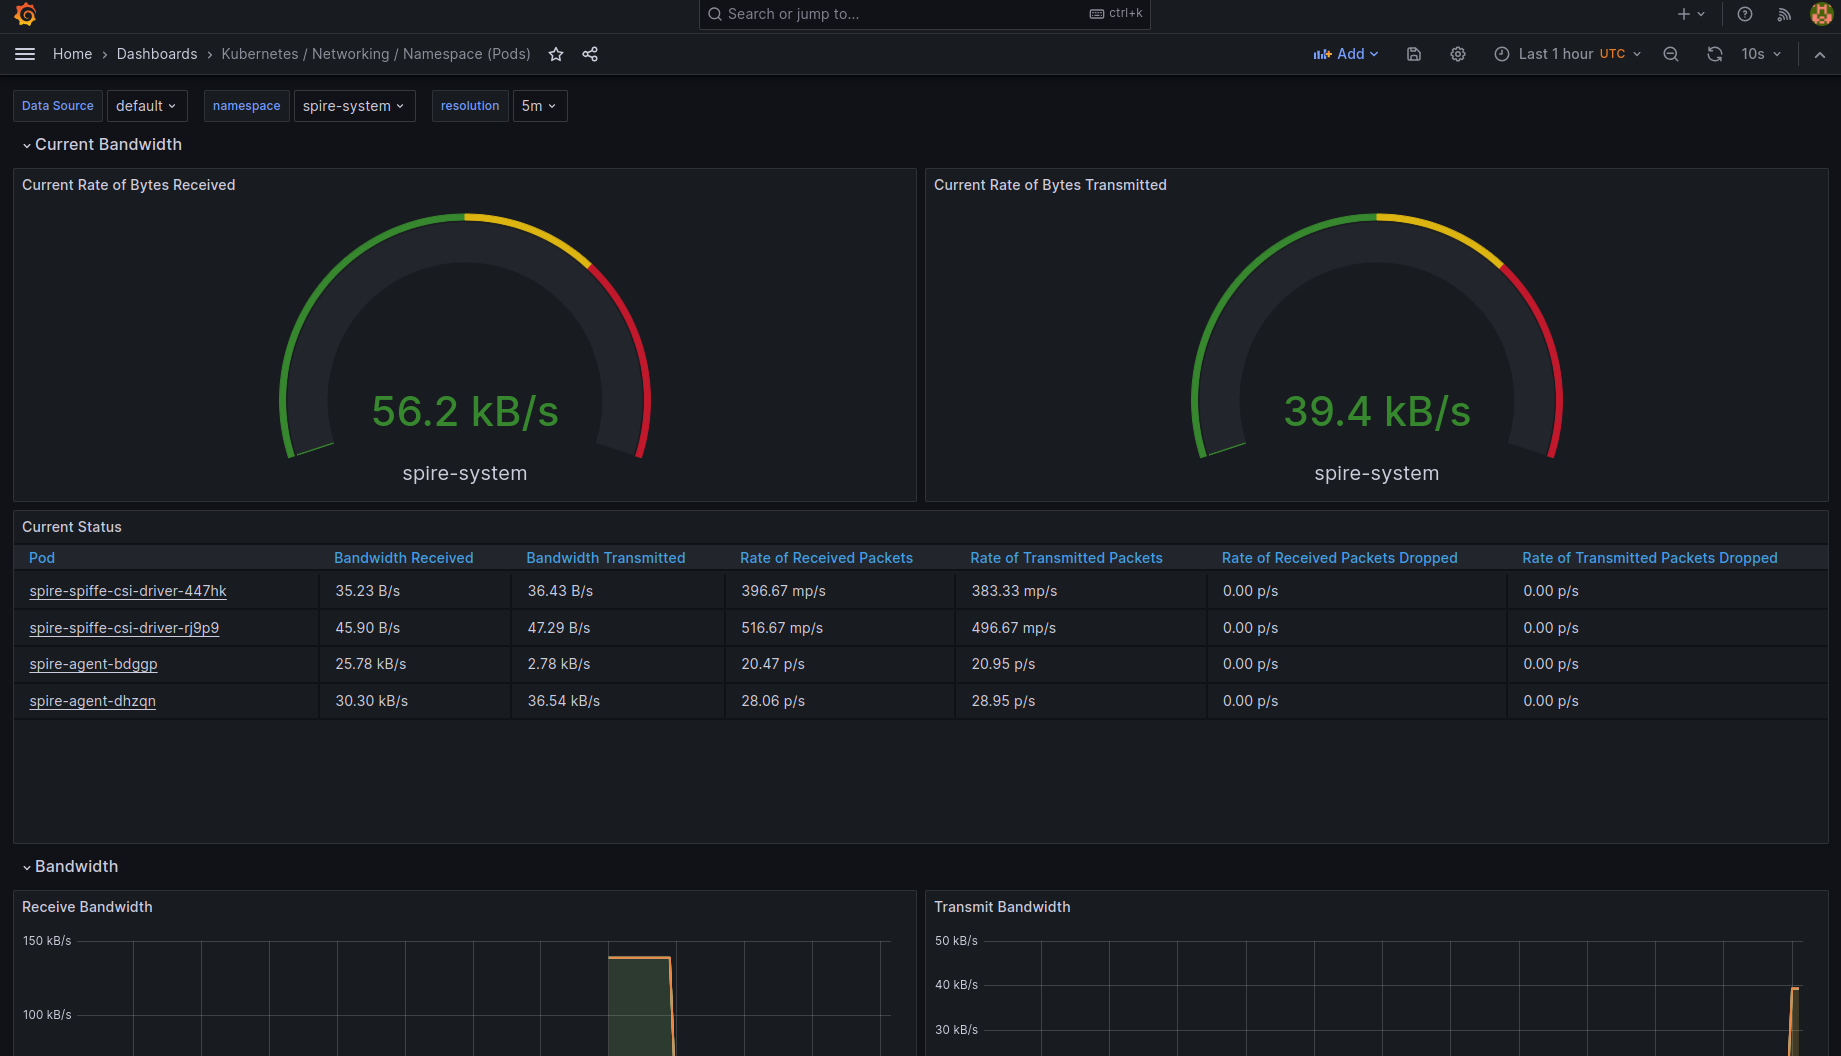 Search or jump to...
ctrl+k
Home › Dashboards › Kubernetes / Networking / Namespace (Pods)
Add
Last 1 hour UTC
10s
Data Source default
namespace spire-system
resolution 5m
Current Bandwidth
Current Rate of Bytes Received
56.2 kB/s
spire-system
Current Rate of Bytes Transmitted
39.4 kB/s
spire-system
Current Status
Pod Bandwidth Received Bandwidth Transmitted Rate of Received Packets Rate of Transmitted Packets Rate of Received Packets Dropped Rate of Transmitted Packets Dropped
spire-spiffe-csi-driver-447hk 35.23 B/s 36.43 B/s 396.67 mp/s 383.33 mp/s 0.00 p/s 0.00 p/s
spire-spiffe-csi-driver-rj9p9 45.90 B/s 47.29 B/s 516.67 mp/s 496.67 mp/s 0.00 p/s 0.00 p/s
spire-agent-bdggp 25.78 kB/s 2.78 kB/s 20.47 p/s 20.95 p/s 0.00 p/s 0.00 p/s
spire-agent-dhzqn 30.30 kB/s 36.54 kB/s 28.06 p/s 28.95 p/s 0.00 p/s 0.00 p/s
Bandwidth
Receive Bandwidth
150 kB/s
100 kB/s
Transmit Bandwidth
50 kB/s
40 kB/s
30 kB/s